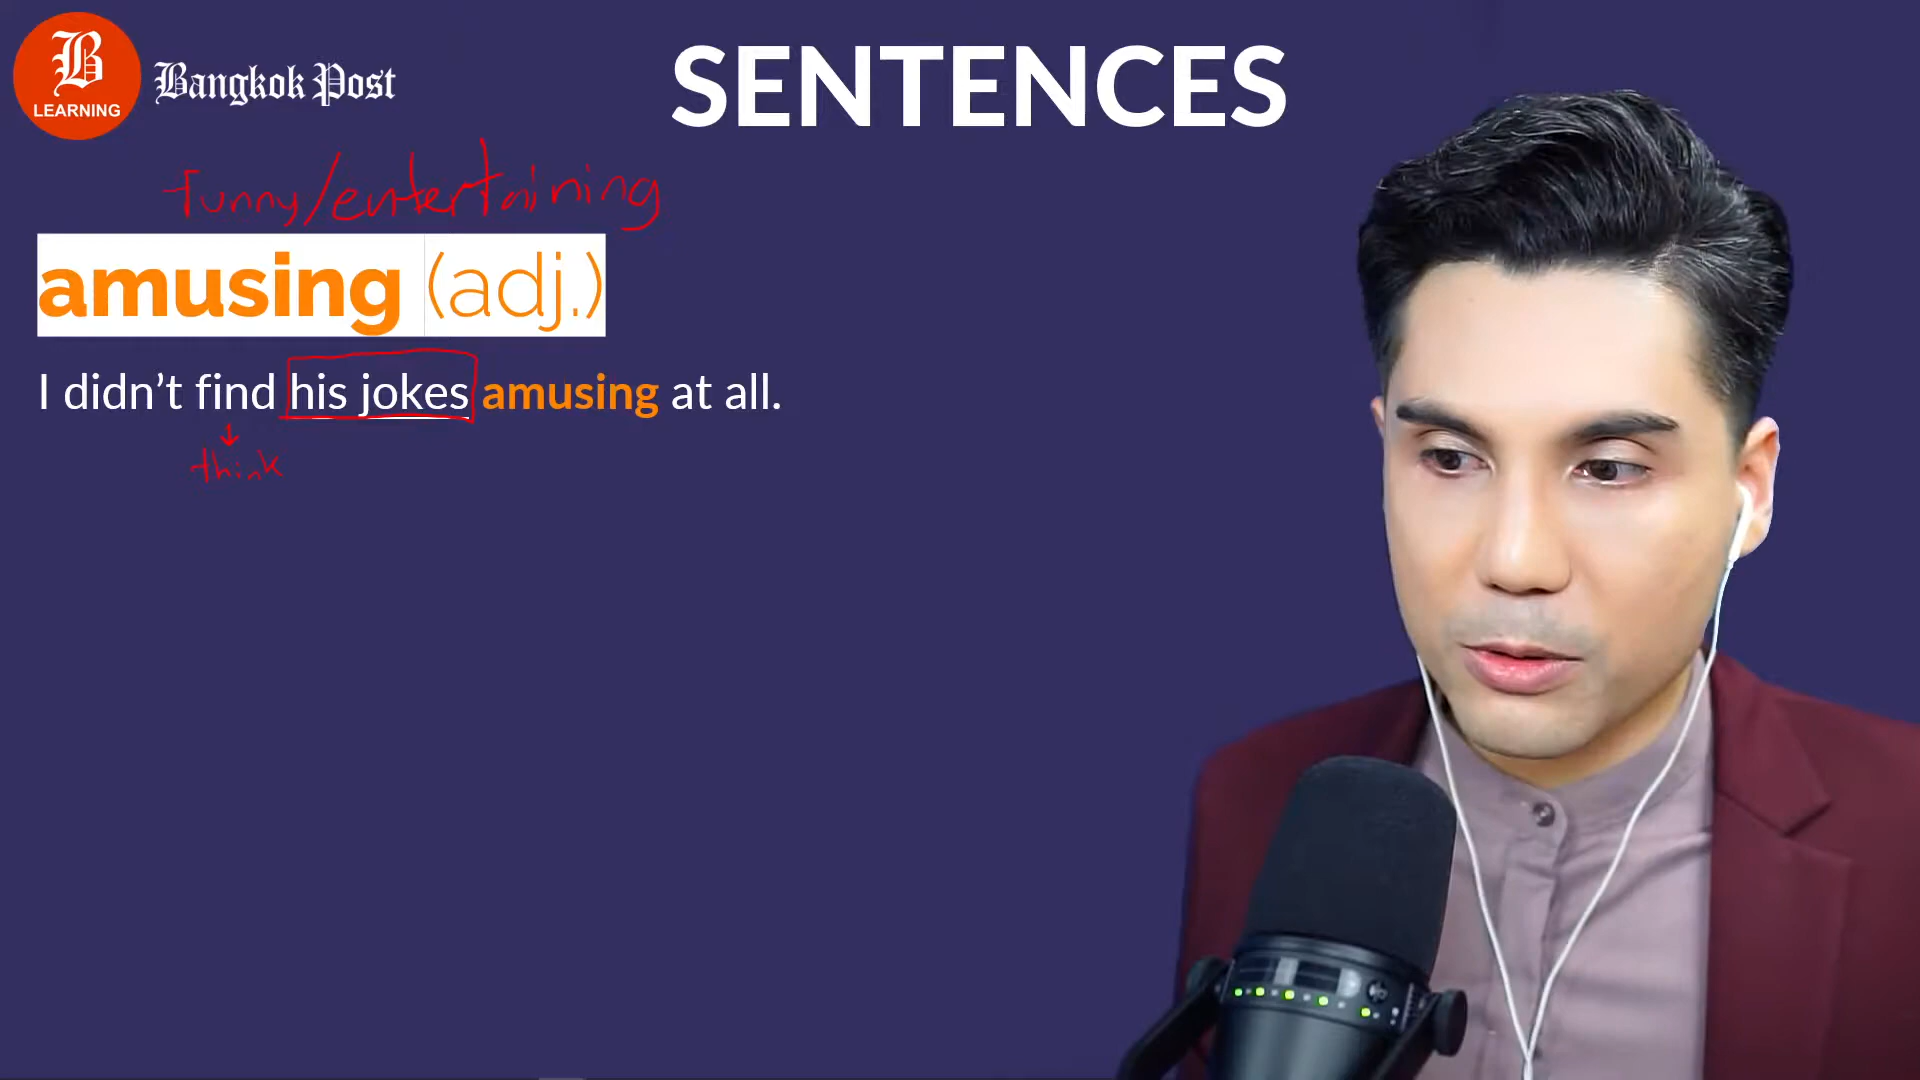 B
LEARNING
Bangkok Post
SENTENCES
funny/entertaining
amusing (adj.)
I didn't find his jokes amusing at all.
think